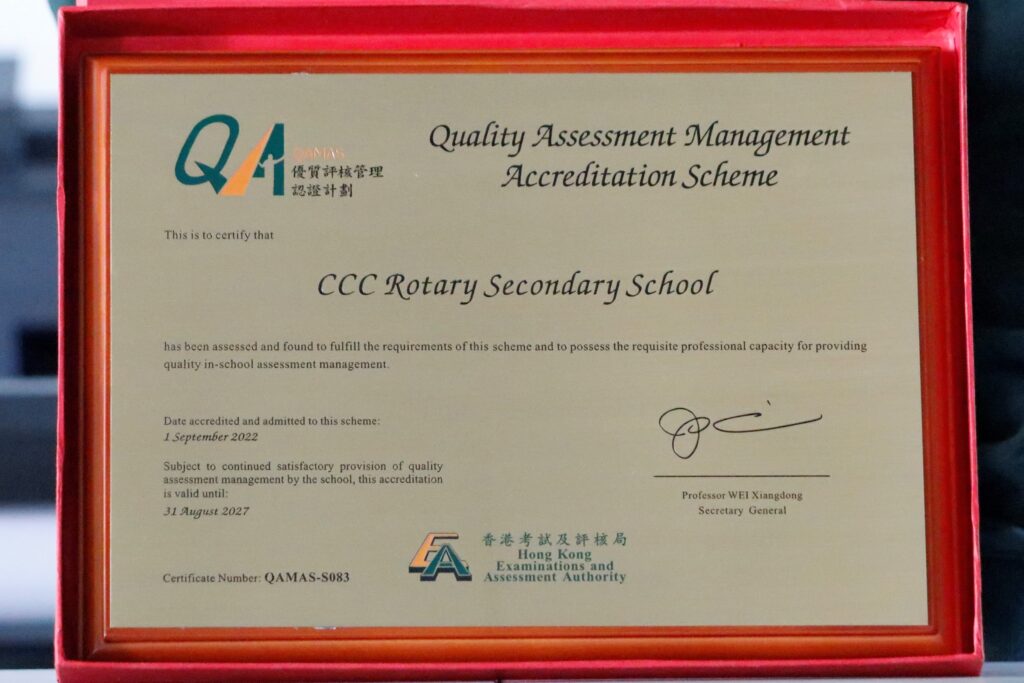 QA
QAMAS
優質評核管理
認證計劃
Quality Assessment Management
Accreditation Scheme
This is to certify that
CCC Rotary Secondary School
has been assessed and found to fulfill the requirements of this scheme and to possess the requisite professional capacity for providing
quality in-school assessment management.
Date accredited and admitted to this scheme:
1 September 2022
Subject to continued satisfactory provision of quality
assessment management by the school, this accreditation
is valid until:
31 August 2027
Professor WEI Xiangdong
Secretary General
Certificate Number: QAMAS-S083
EA
香港考試及評核局
Hong Kong
Examinations and
Assessment Authority